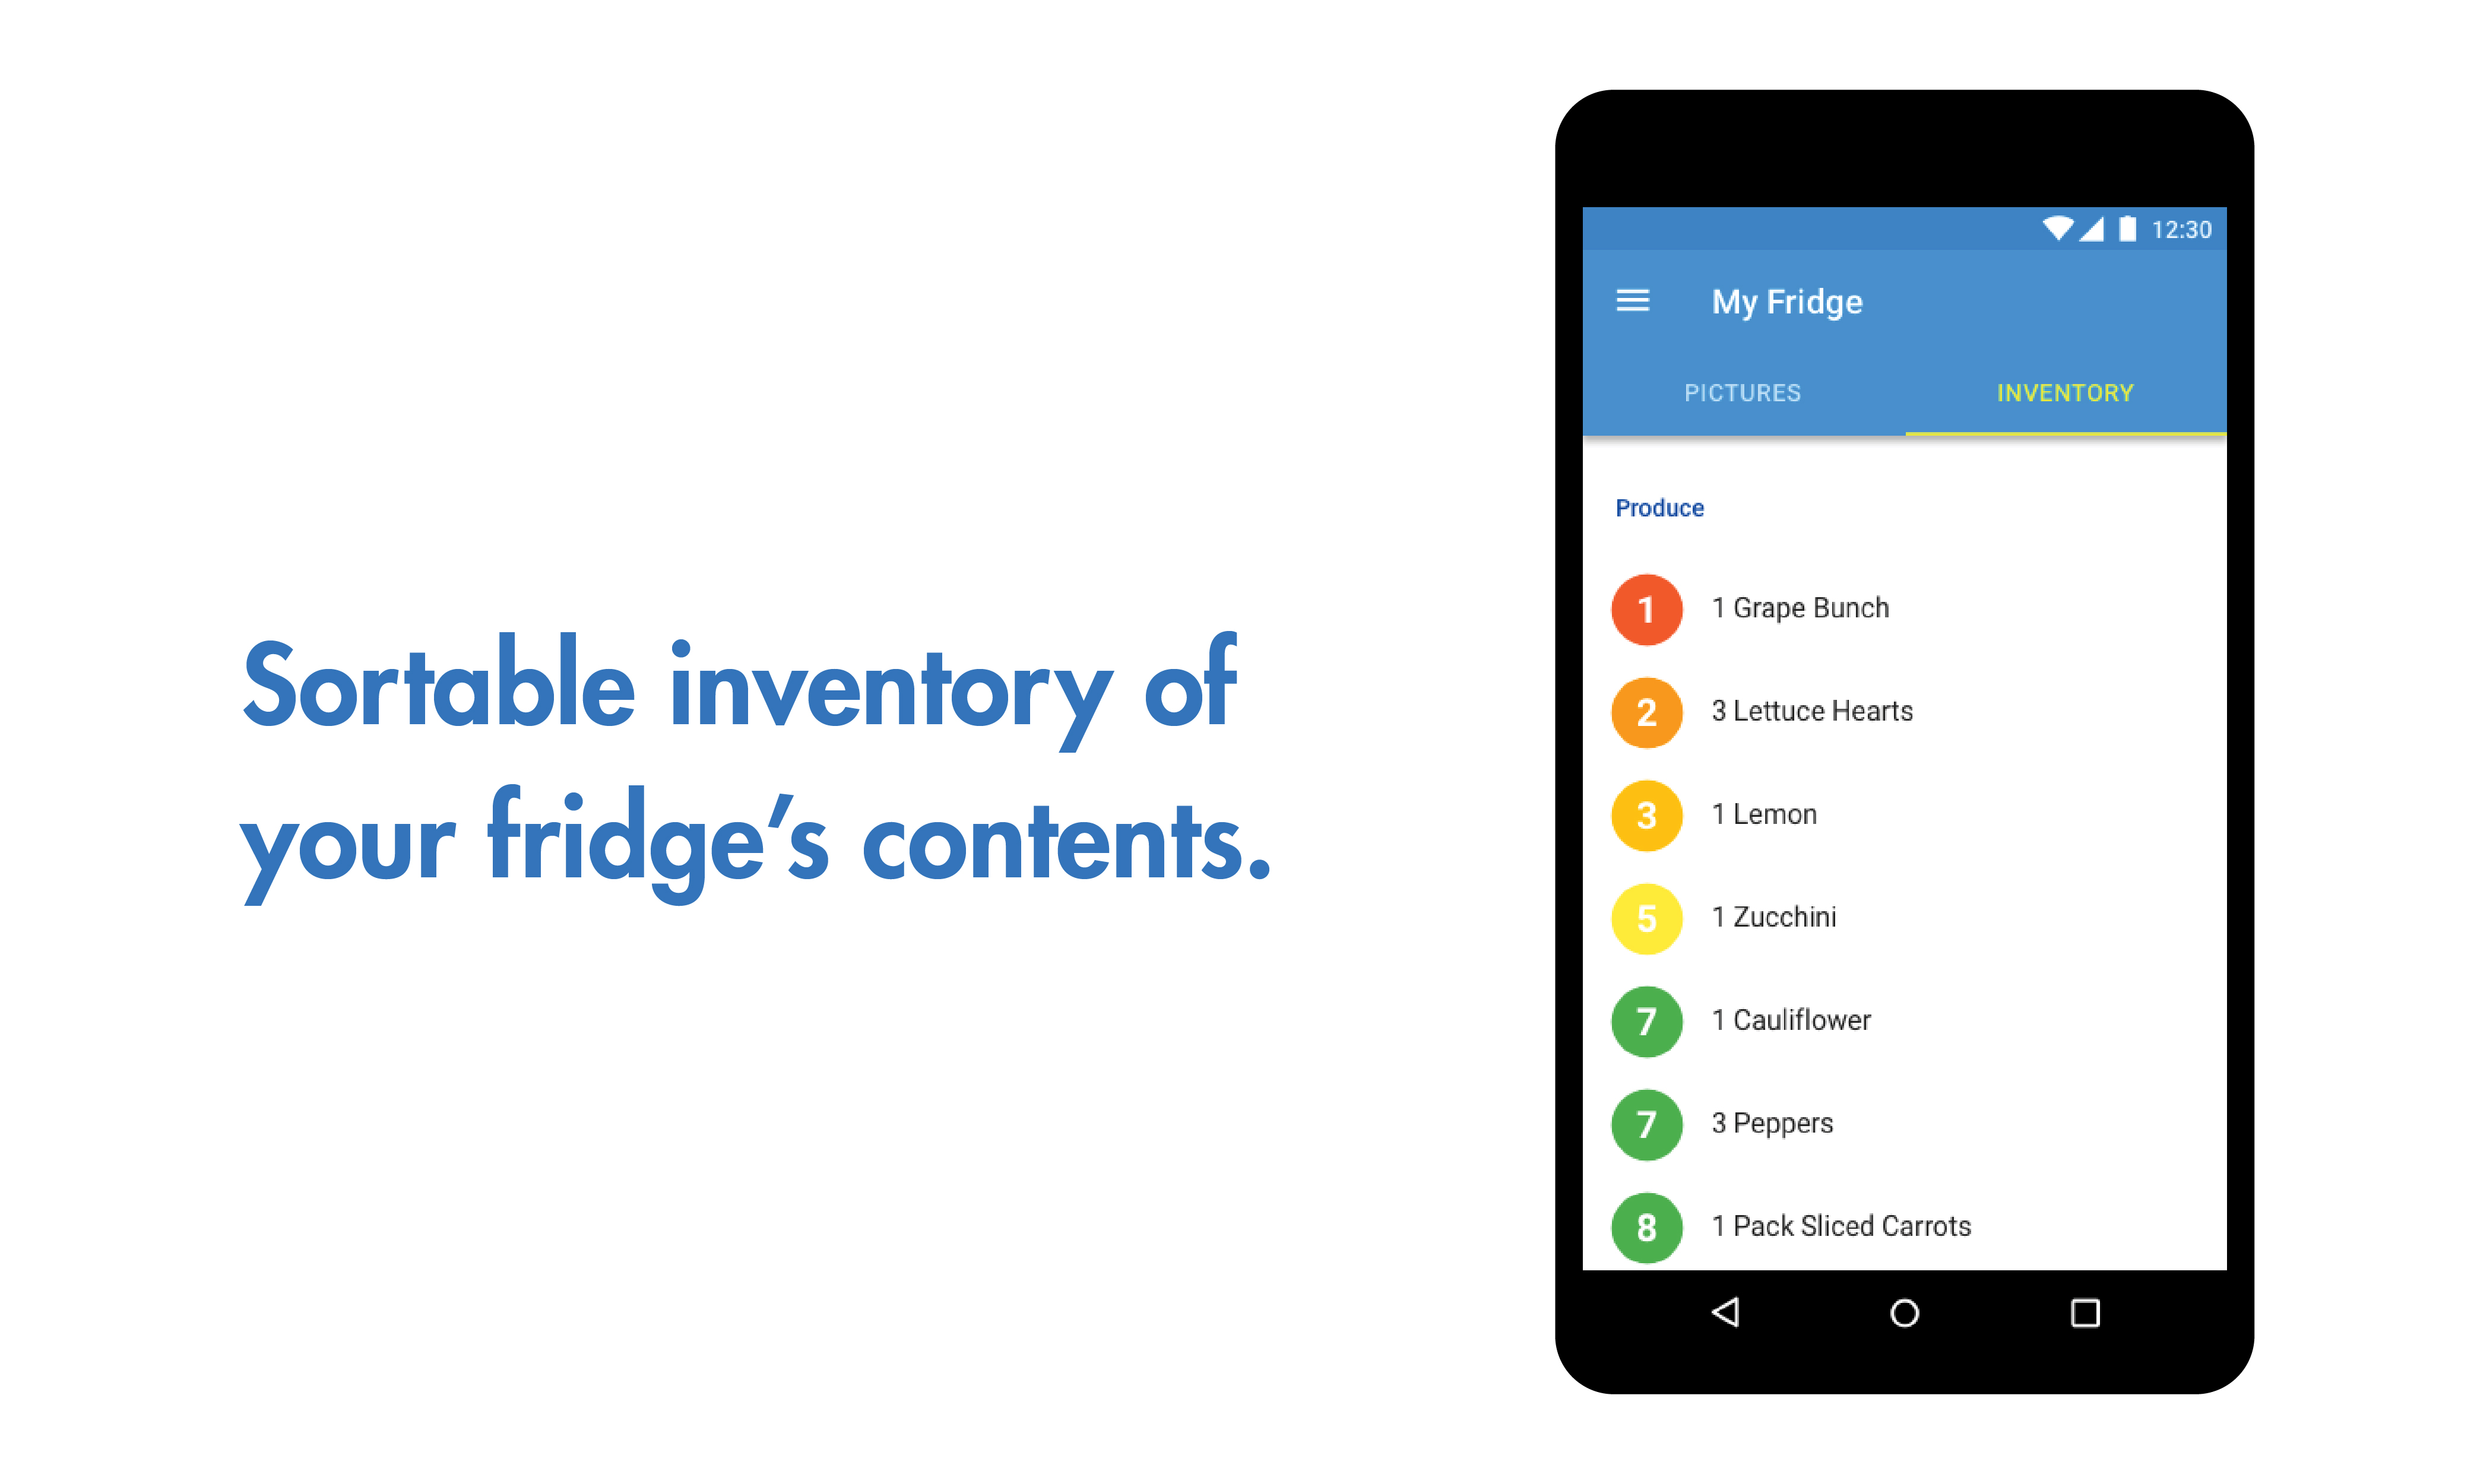 Sortable inventory of
your fridge's contents.
12:30
My Fridge
PICTURES INVENTORY
Produce
1 1 Grape Bunch
2 3 Lettuce Hearts
3 1 Lemon
5 1 Zucchini
7 1 Cauliflower
7 3 Peppers
8 1 Pack Sliced Carrots